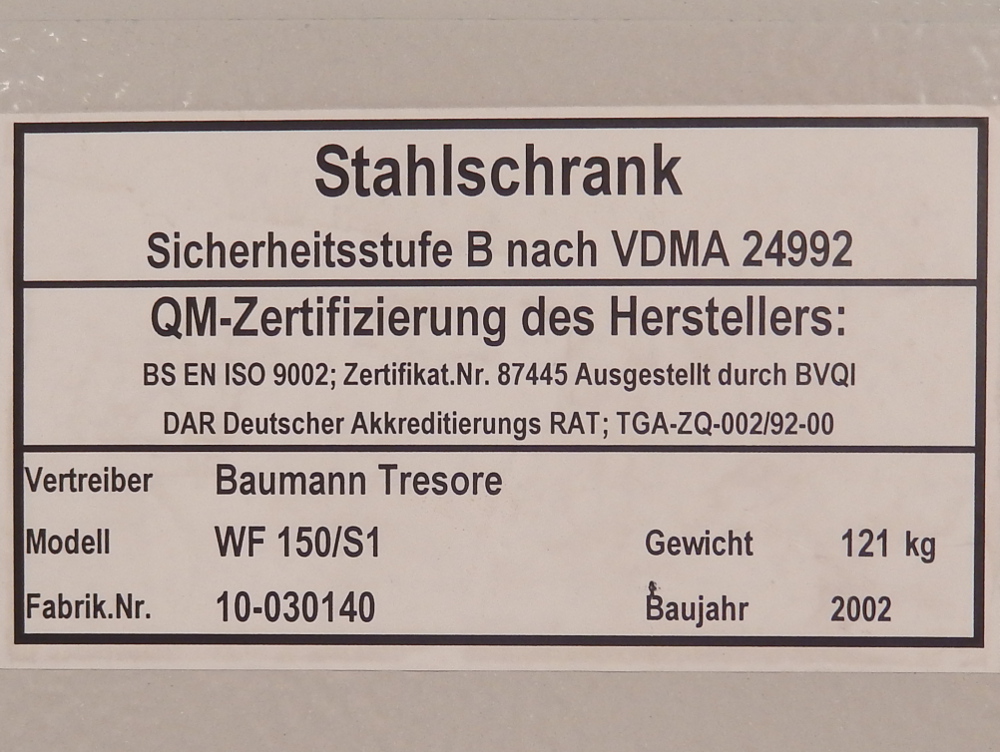 Stahlschrank
Sicherheitsstufe B nach VDMA 24992
QM-Zertifizierung des Herstellers:
BS EN ISO 9002; Zertifikat.Nr. 87445 Ausgestellt durch BVQI
DAR Deutscher Akkreditierungs RAT; TGA-ZQ-002/92-00
Vertreiber Baumann Tresore
Modell WF 150/S1 Gewicht 121 kg
Fabrik.Nr. 10-030140 Baujahr 2002